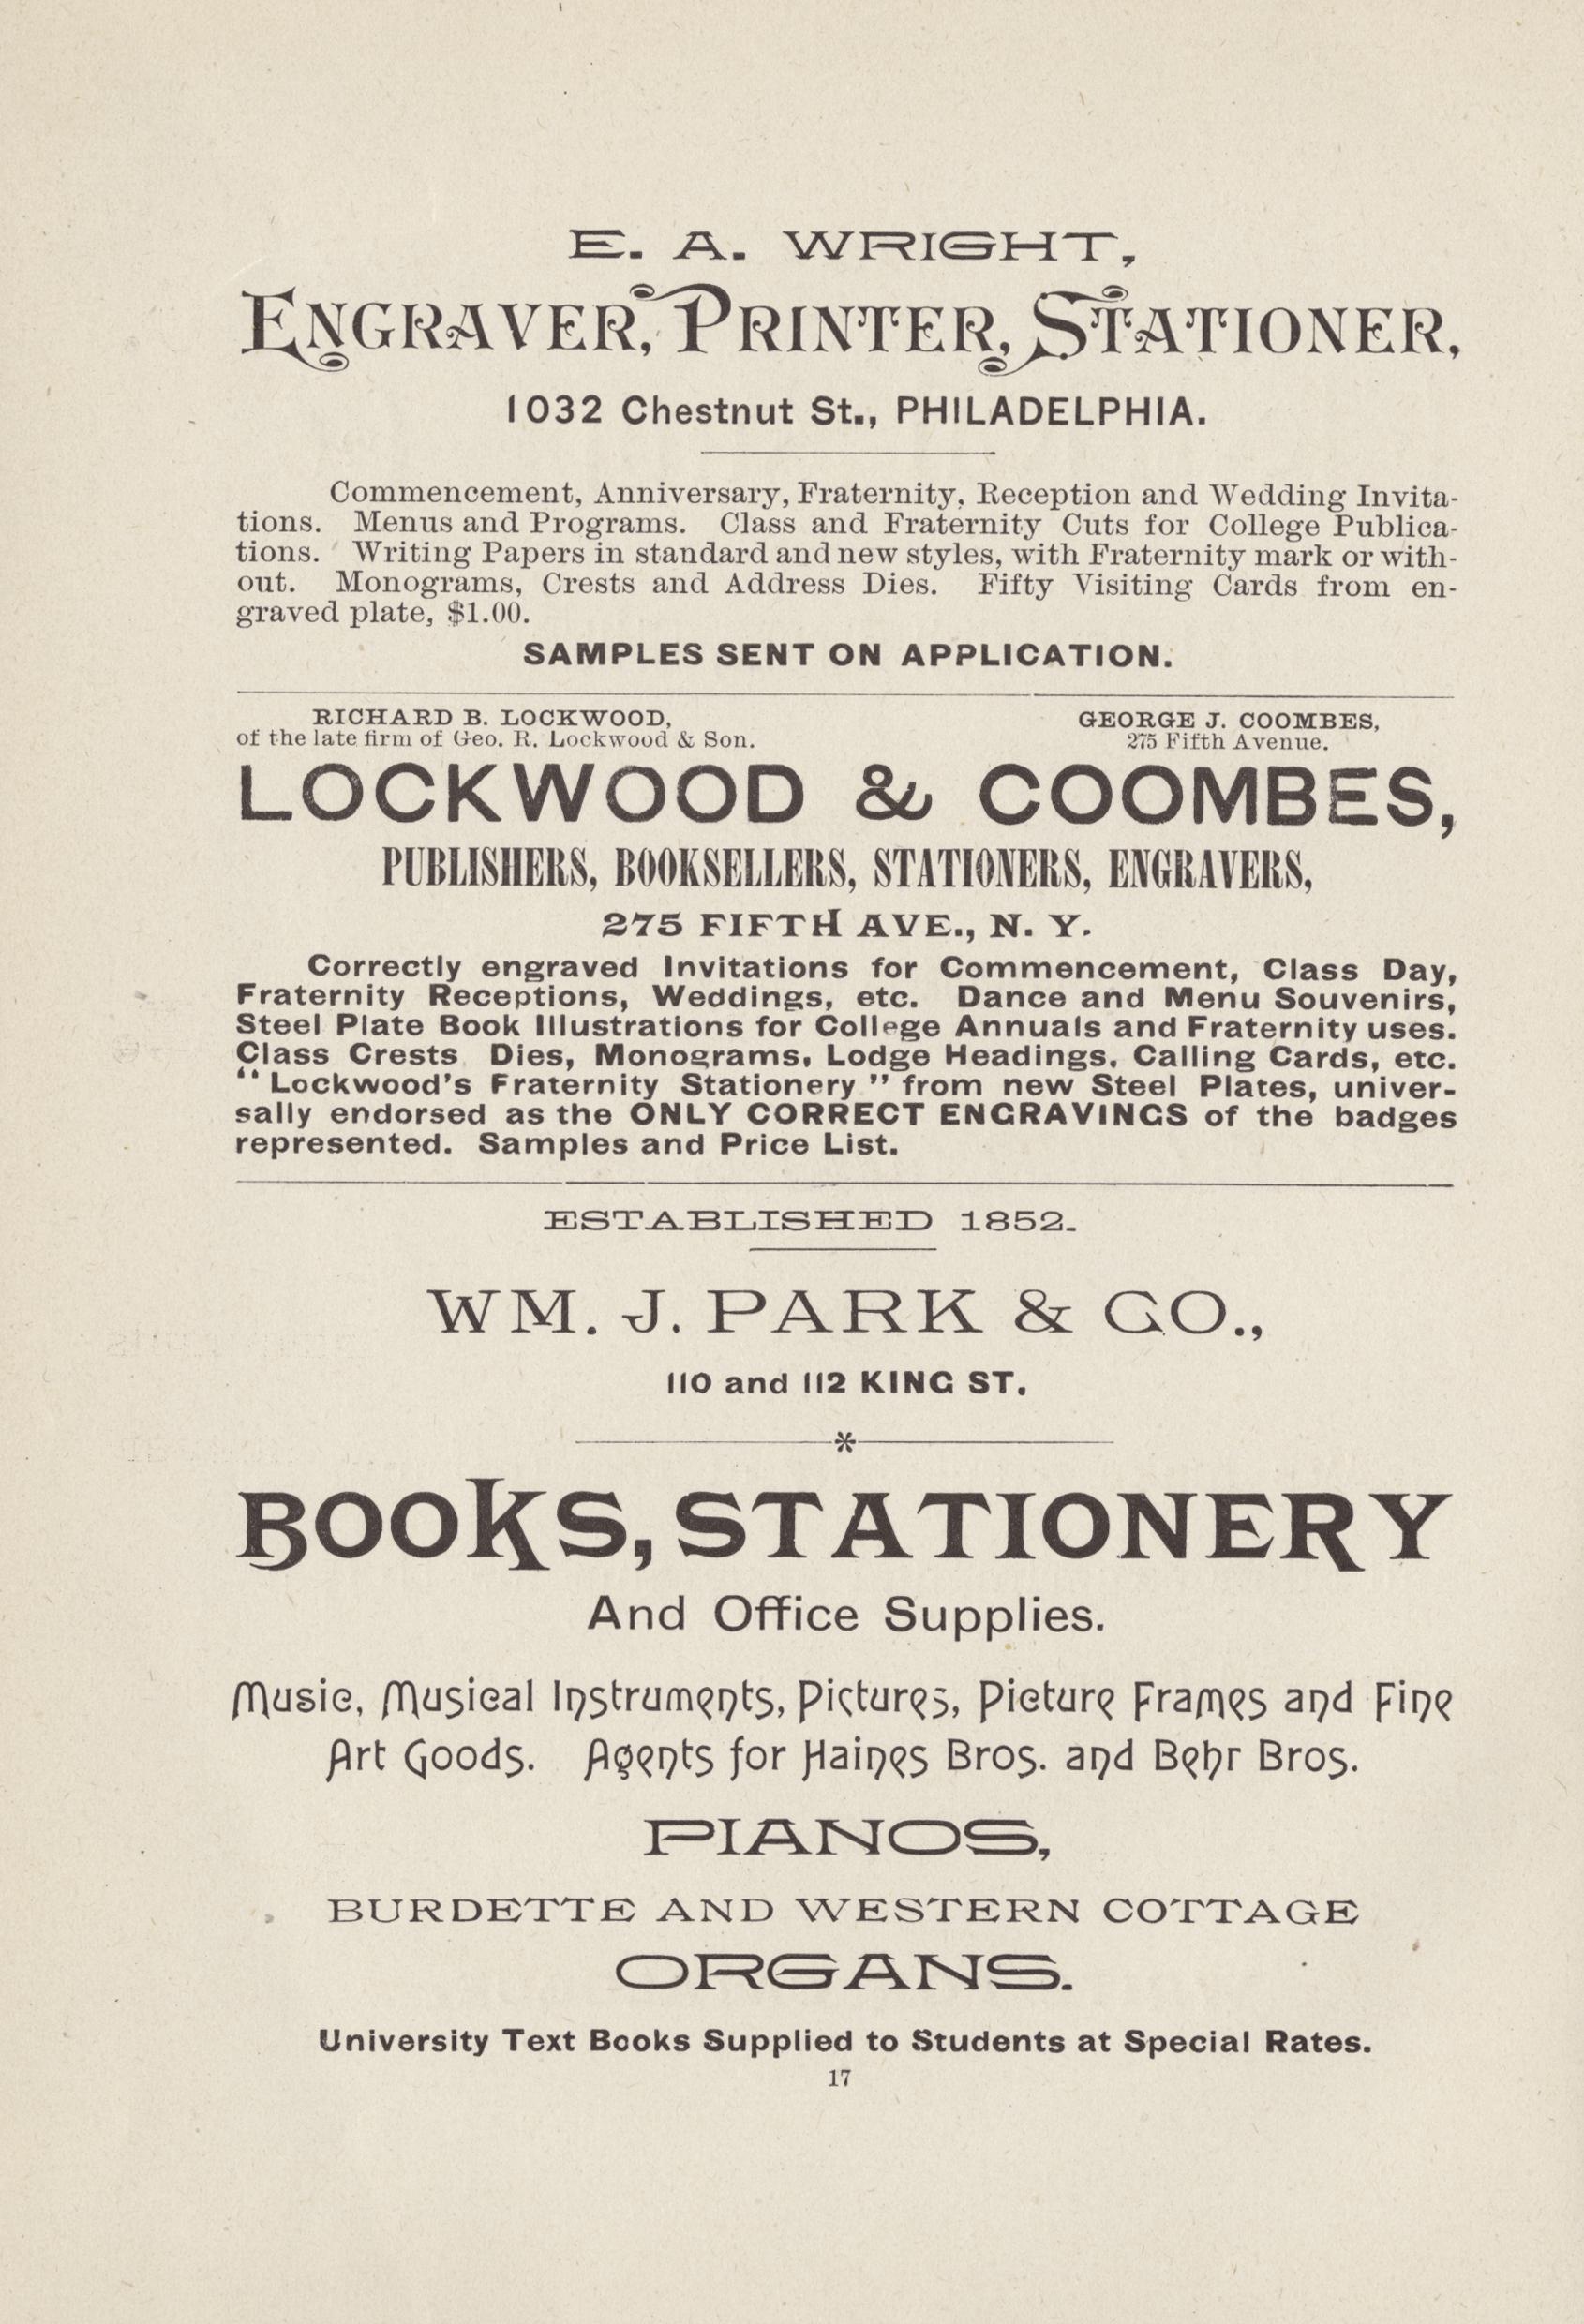 E. A. WRIGHT,
ENGRAVER, PRINTER, STATIONER,
1032 Chestnut St., PHILADELPHIA.
Commencement, Anniversary, Fraternity, Reception and Wedding Invita-
tions. Menus and Programs. Class and Fraternity Cuts for College Publica-
tions. Writing Papers in standard and new styles, with Fraternity mark or with-
out. Monograms, Crests and Address Dies. Fifty Visiting Cards from en-
graved plate, $1.00.
SAMPLES SENT ON APPLICATION.
RICHARD B. LOCKWOOD,
of the late firm of Geo. R. Lockwood & Son.
GEORGE J. COOMBES,
275 Fifth Avenue.
LOCKWOOD & COOMBES,
PUBLISHERS, BOOKSELLERS, STATIONERS, ENGRAVERS,
275 FIFTH AVE., N. Y.
Correctly engraved Invitations for Commencement, Class Day,
Fraternity Receptions, Weddings, etc. Dance and Menu Souvenirs,
Steel Plate Book Illustrations for College Annuals and Fraternity uses.
Class Crests Dies, Monograms, Lodge Headings, Calling Cards, etc.
"Lockwood's Fraternity Stationery" from new Steel Plates, univer-
sally endorsed as the ONLY CORRECT ENGRAVINGS of the badges
represented. Samples and Price List.
ESTABLISHED 1852.
WM. J. PARK & CO.,
110 and 112 KING ST.
*
BOOKS, STATIONERY
And Office Supplies.
Music, Musical Instruments, Pictures, Picture Frames and Fine
Art Goods. Agents for Haines Bros. and Behr Bros.
PIANOS,
BURDETTE AND WESTERN COTTAGE
ORGANS.
University Text Books Supplied to Students at Special Rates.
17